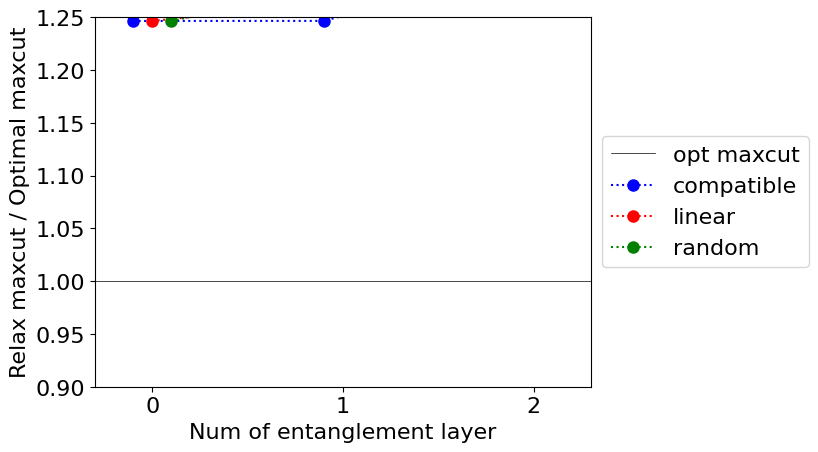 1.25
1.20
1.15
1.10
1.05
1.00
0.95
0.90
Relax maxcut / Optimal maxcut
0 1 2
Num of entanglement layer
opt maxcut
compatible
linear
random